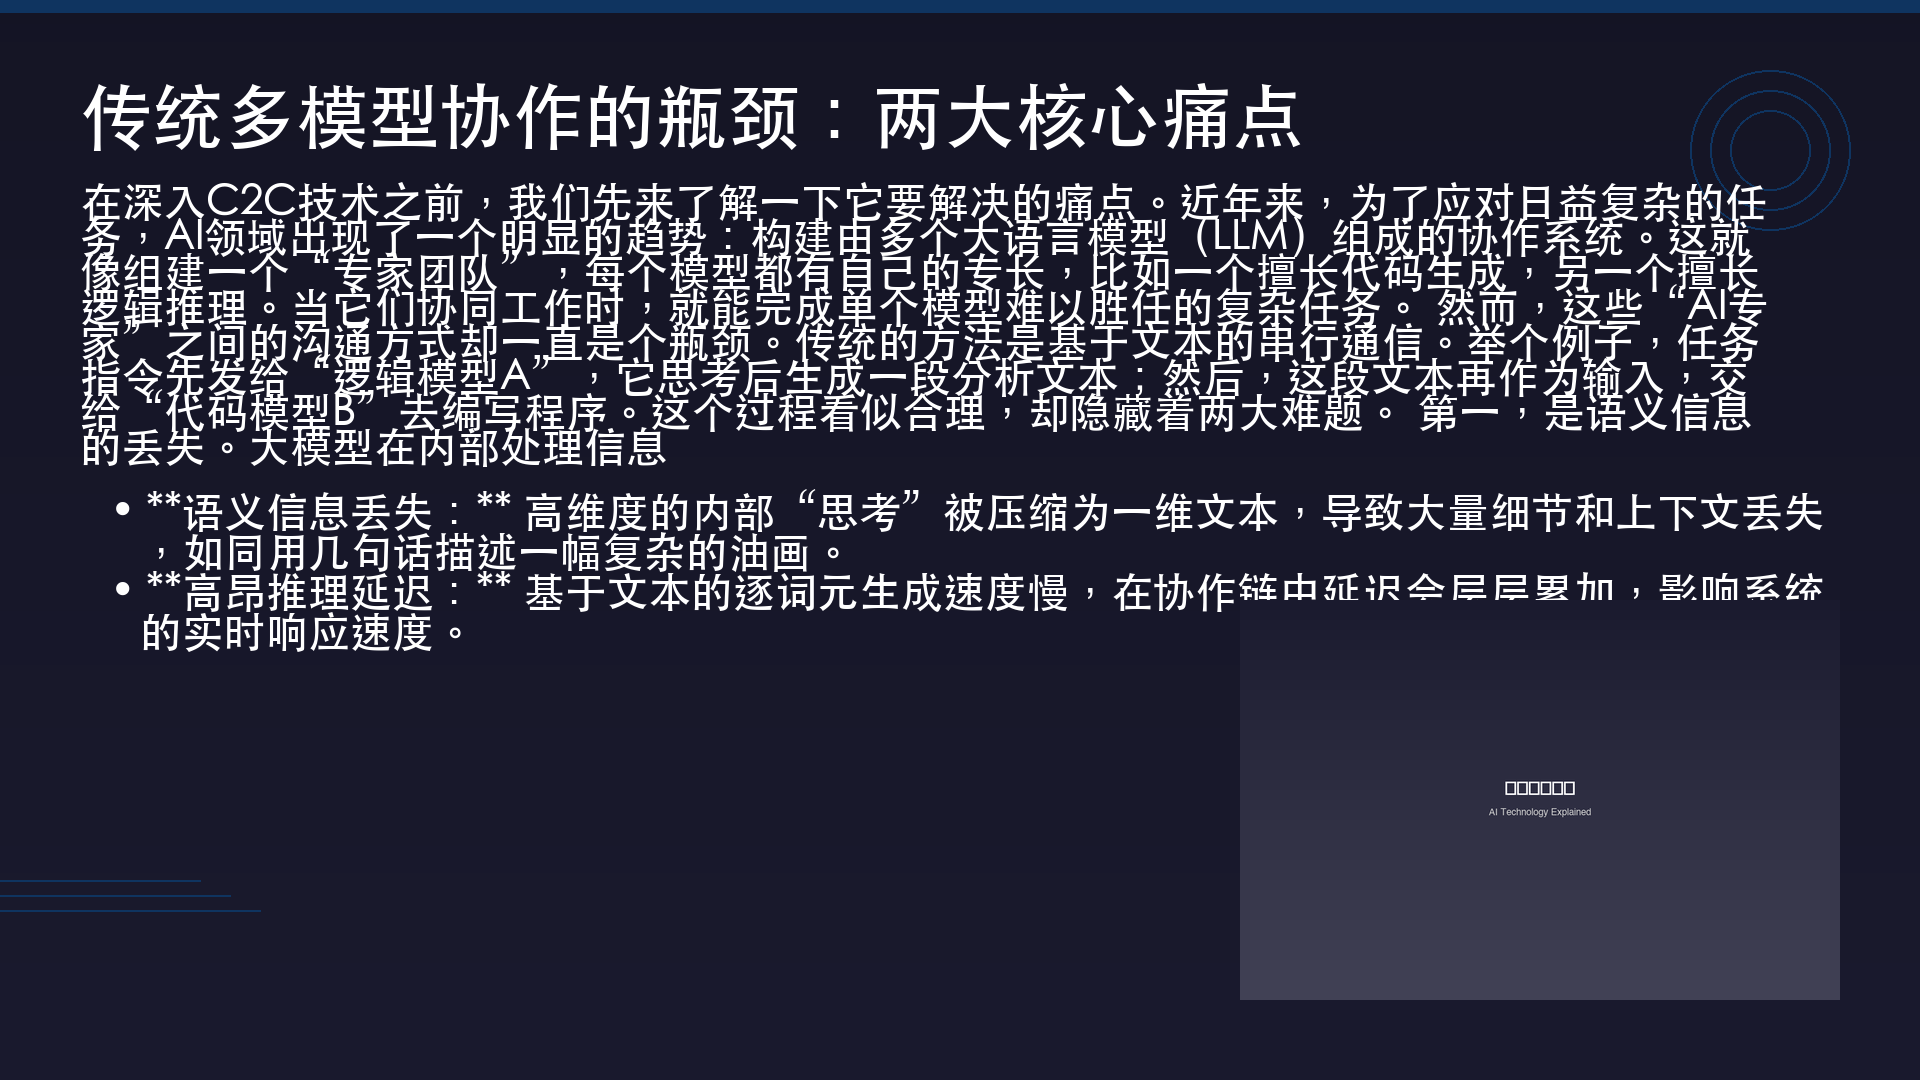 传统多模型协作的瓶颈：两大核心痛点
在深入C2C技术之前，我们先来了解一下它要解决的痛点。近年来，为了应对日益复杂的任
务，AI领域出现了一个明显的趋势：构建由多个大语言模型（LLM）组成的协作系统。这就
像组建一个“专家团队”，每个模型都有自己的专长，比如一个擅长代码生成，另一个擅长
逻辑推理。当它们协同工作时，就能完成单个模型难以胜任的复杂任务。 然而，这些“AI专
家”之间的沟通方式却一直是个瓶颈。传统的方法是基于文本的串行通信。举个例子，任务
指令先发给“逻辑模型A”，它思考后生成一段分析文本；然后，这段文本再作为输入，交
给“代码模型B”去编写程序。这个过程看似合理，却隐藏着两大难题。 第一，是语义信息
的丢失。大模型在内部处理信息
• **语义信息丢失：** 高维度的内部“思考”被压缩为一维文本，导致大量细节和上下文丢失
，如同用几句话描述一幅复杂的油画。
• **高昂推理延迟：** 基于文本的逐词元生成速度慢，在协作链中延迟会层层累加，影响系统
的实时响应速度。
AI Technology Explained